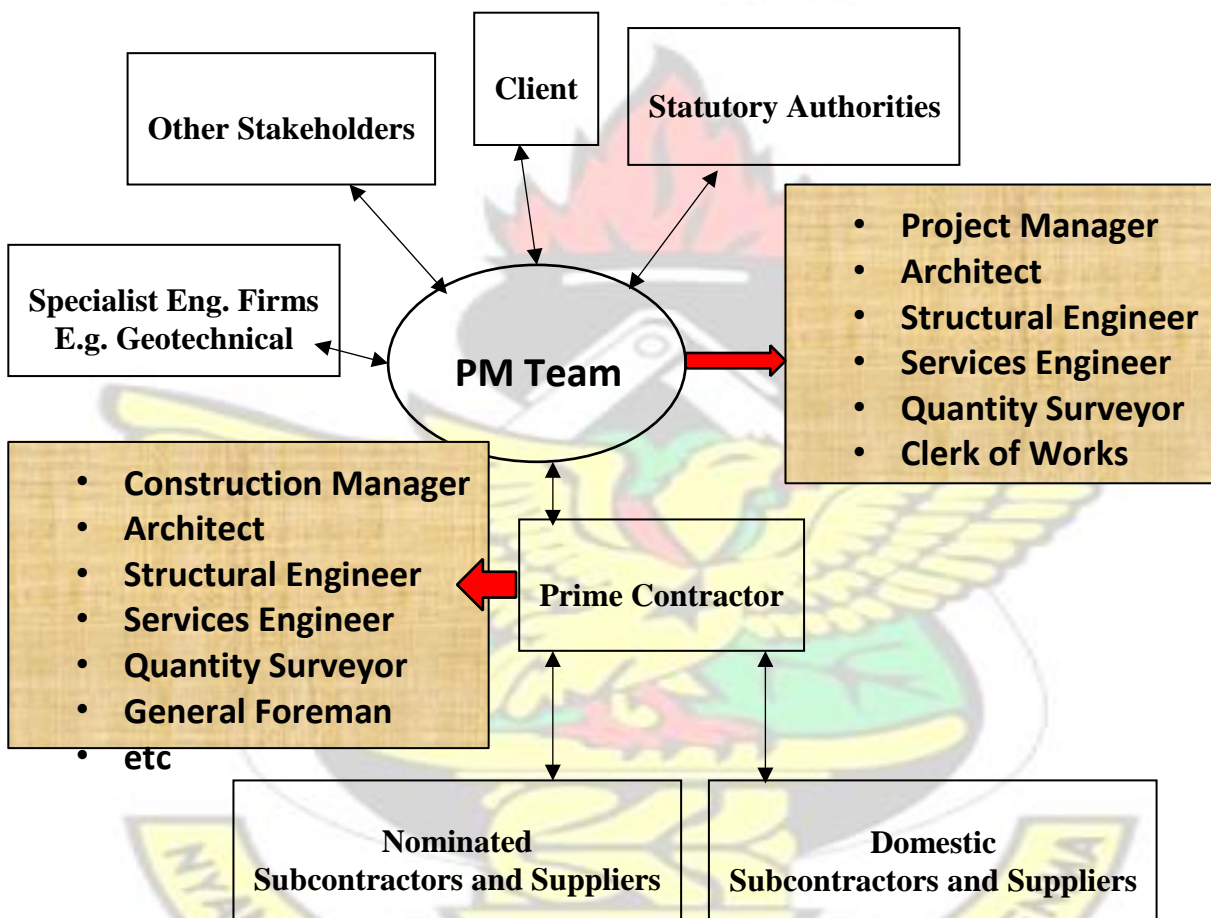 Client
Statutory Authorities
Other Stakeholders
• Project Manager
• Architect
• Structural Engineer
• Services Engineer
• Quantity Surveyor
• Clerk of Works
Specialist Eng. Firms
E.g. Geotechnical
PM Team
• Construction Manager
• Architect
• Structural Engineer
• Services Engineer
• Quantity Surveyor
• General Foreman
• etc
Prime Contractor
Nominated
Subcontractors and Suppliers
Domestic
Subcontractors and Suppliers